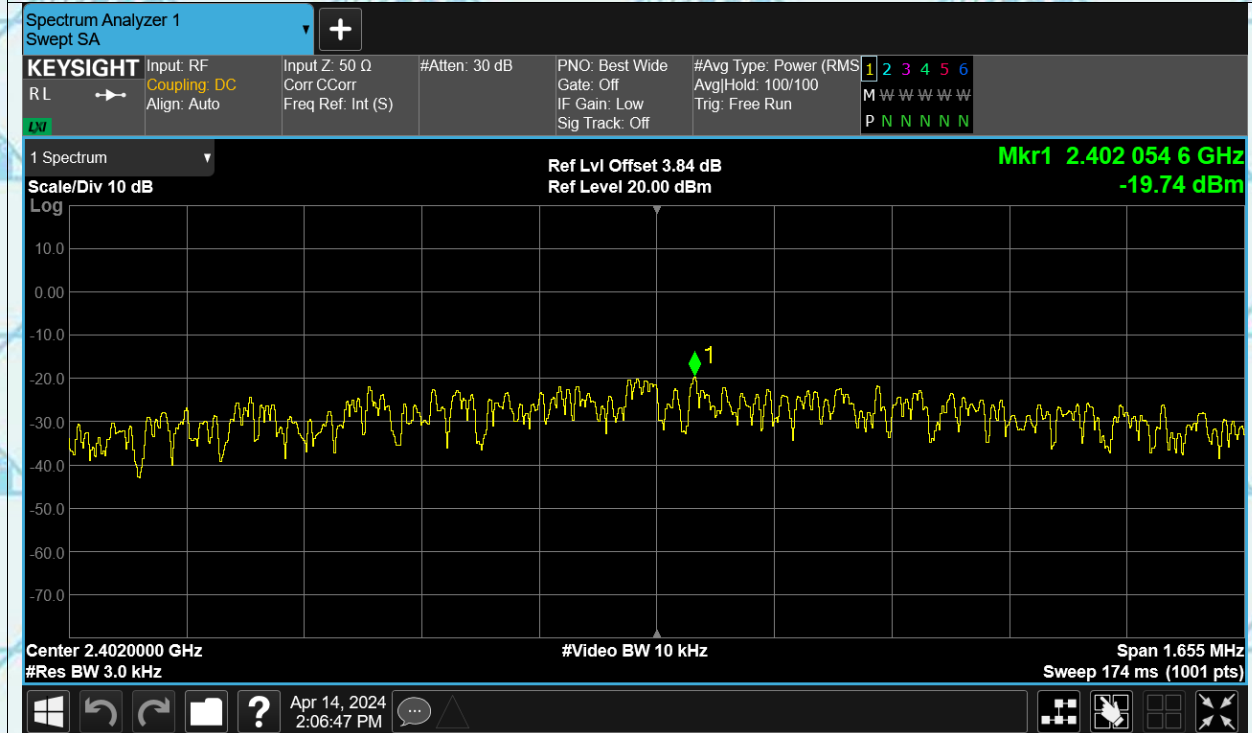 Spectrum Analyzer 1
Swept SA
+
KEYSIGHT
R L
LXI
Input: RF
Coupling: DC
Align: Auto
Input Z: 50 Ω
Corr CCorr
Freq Ref: Int (S)
#Atten: 30 dB
PNO: Best Wide
Gate: Off
IF Gain: Low
Sig Track: Off
#Avg Type: Power (RMS
Avg|Hold: 100/100
Trig: Free Run
1 2 3 4 5 6
M W W W W W
P N N N N N
1 Spectrum
Scale/Div 10 dB
Log
Ref Lvl Offset 3.84 dB
Ref Level 20.00 dBm
Mkr1 2.402 054 6 GHz
-19.74 dBm
10.0
0.00
-10.0
1
-20.0
-30.0
-40.0
-50.0
-60.0
-70.0
Center 2.4020000 GHz
#Video BW 10 kHz
Span 1.655 MHz
#Res BW 3.0 kHz
Sweep 174 ms (1001 pts)
?
Apr 14, 2024
2:06:47 PM